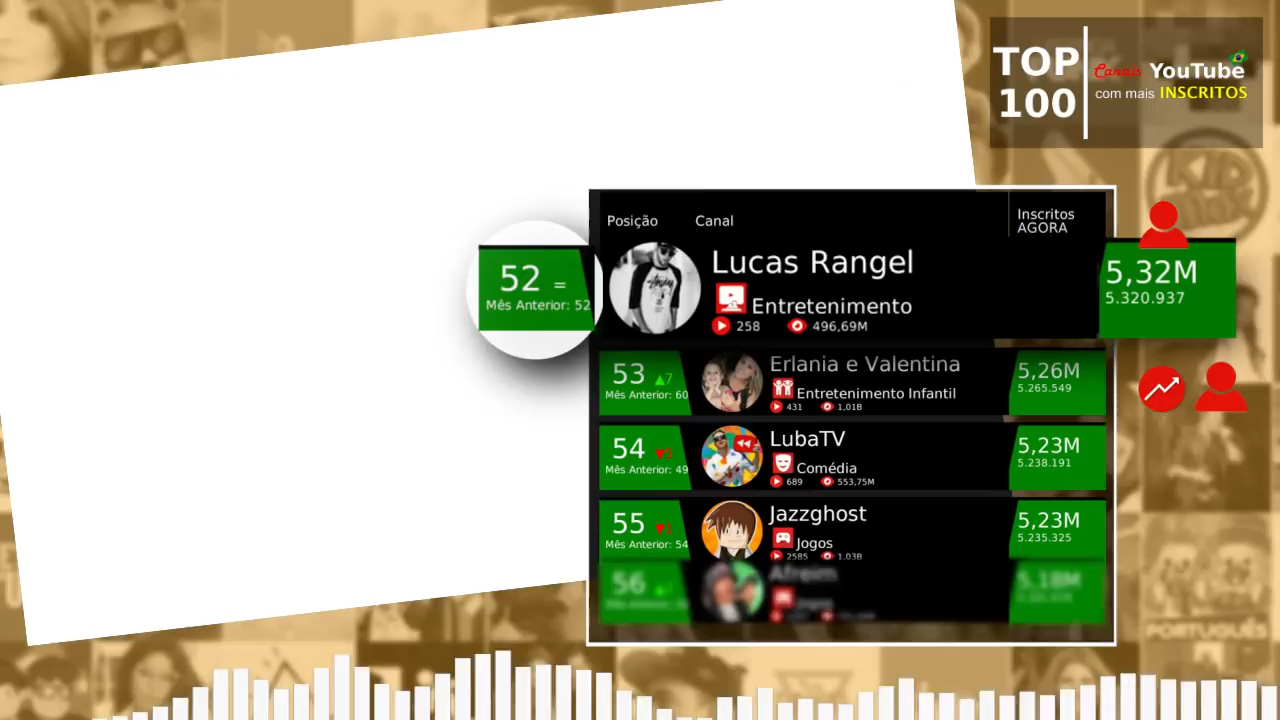 TOP
100
Canais YouTube
com mais INSCRITOS
Posição
Canal
Inscritos
AGORA
52 =
Mês Anterior: 52
Lucas Rangel
Entretenimento
258
496,69M
5,32M
5.320.937
53 ▲7
Mês Anterior: 60
Erlania e Valentina
Entretenimento Infantil
431
1,01B
5,26M
5.265.549
54 ▼5
Mês Anterior: 49
LubaTV
Comédia
689
553,75M
5,23M
5.238.191
55 ▼1
Mês Anterior: 54
Jazzghost
Jogos
2585
1,03B
5,23M
5.235.325
56
Afreim
5,18M
KID
PORTUGUÊS